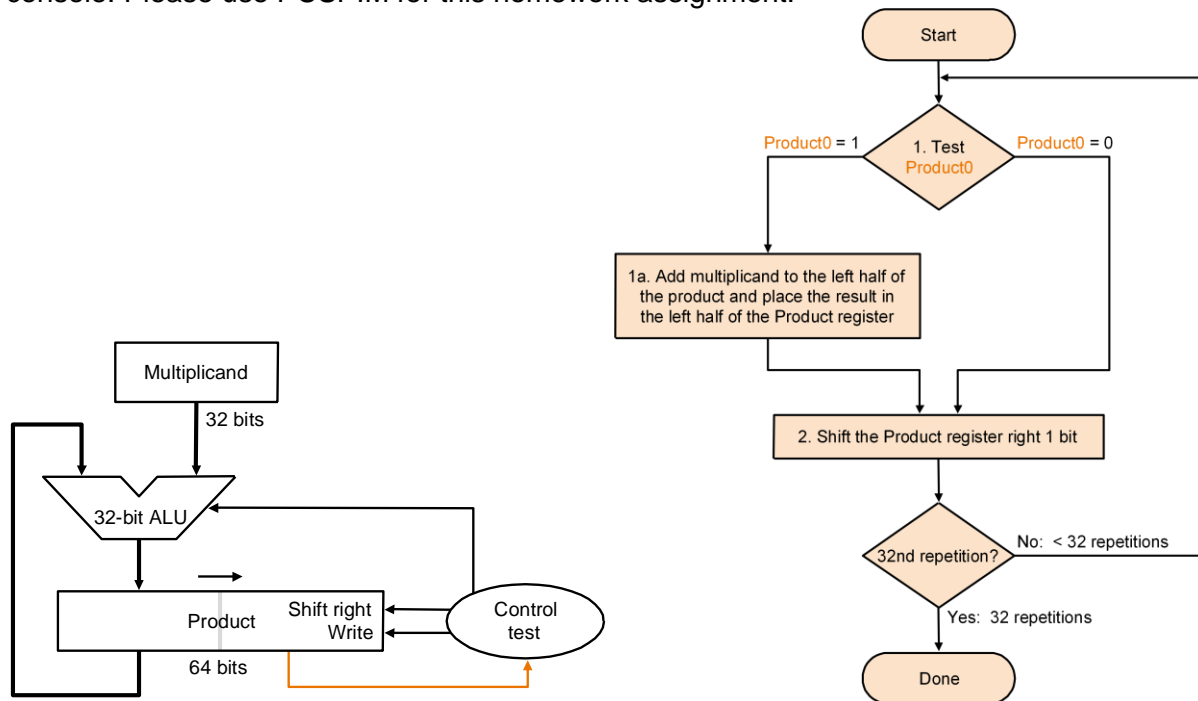 Start
Product0 = 1
Product0 = 0
1. Test
Product0
1a. Add multiplicand to the left half of
the product and place the result in
the left half of the Product register
2. Shift the Product register right 1 bit
32nd repetition?
No: < 32 repetitions
Yes: 32 repetitions
Done
Multiplicand
32 bits
32-bit ALU
Product
Shift right
Write
64 bits
Control
test